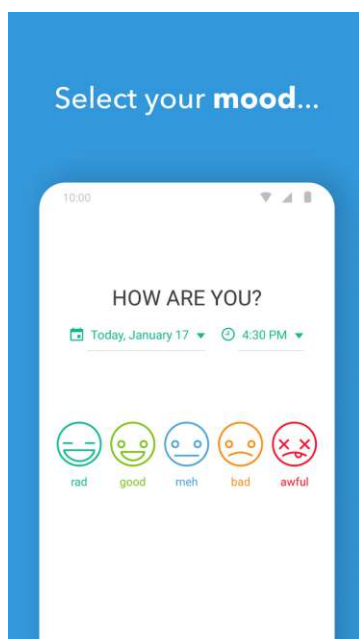 Select your mood...
10:00
HOW ARE YOU?
Today, January 17 4:30 PM
rad good meh bad awful